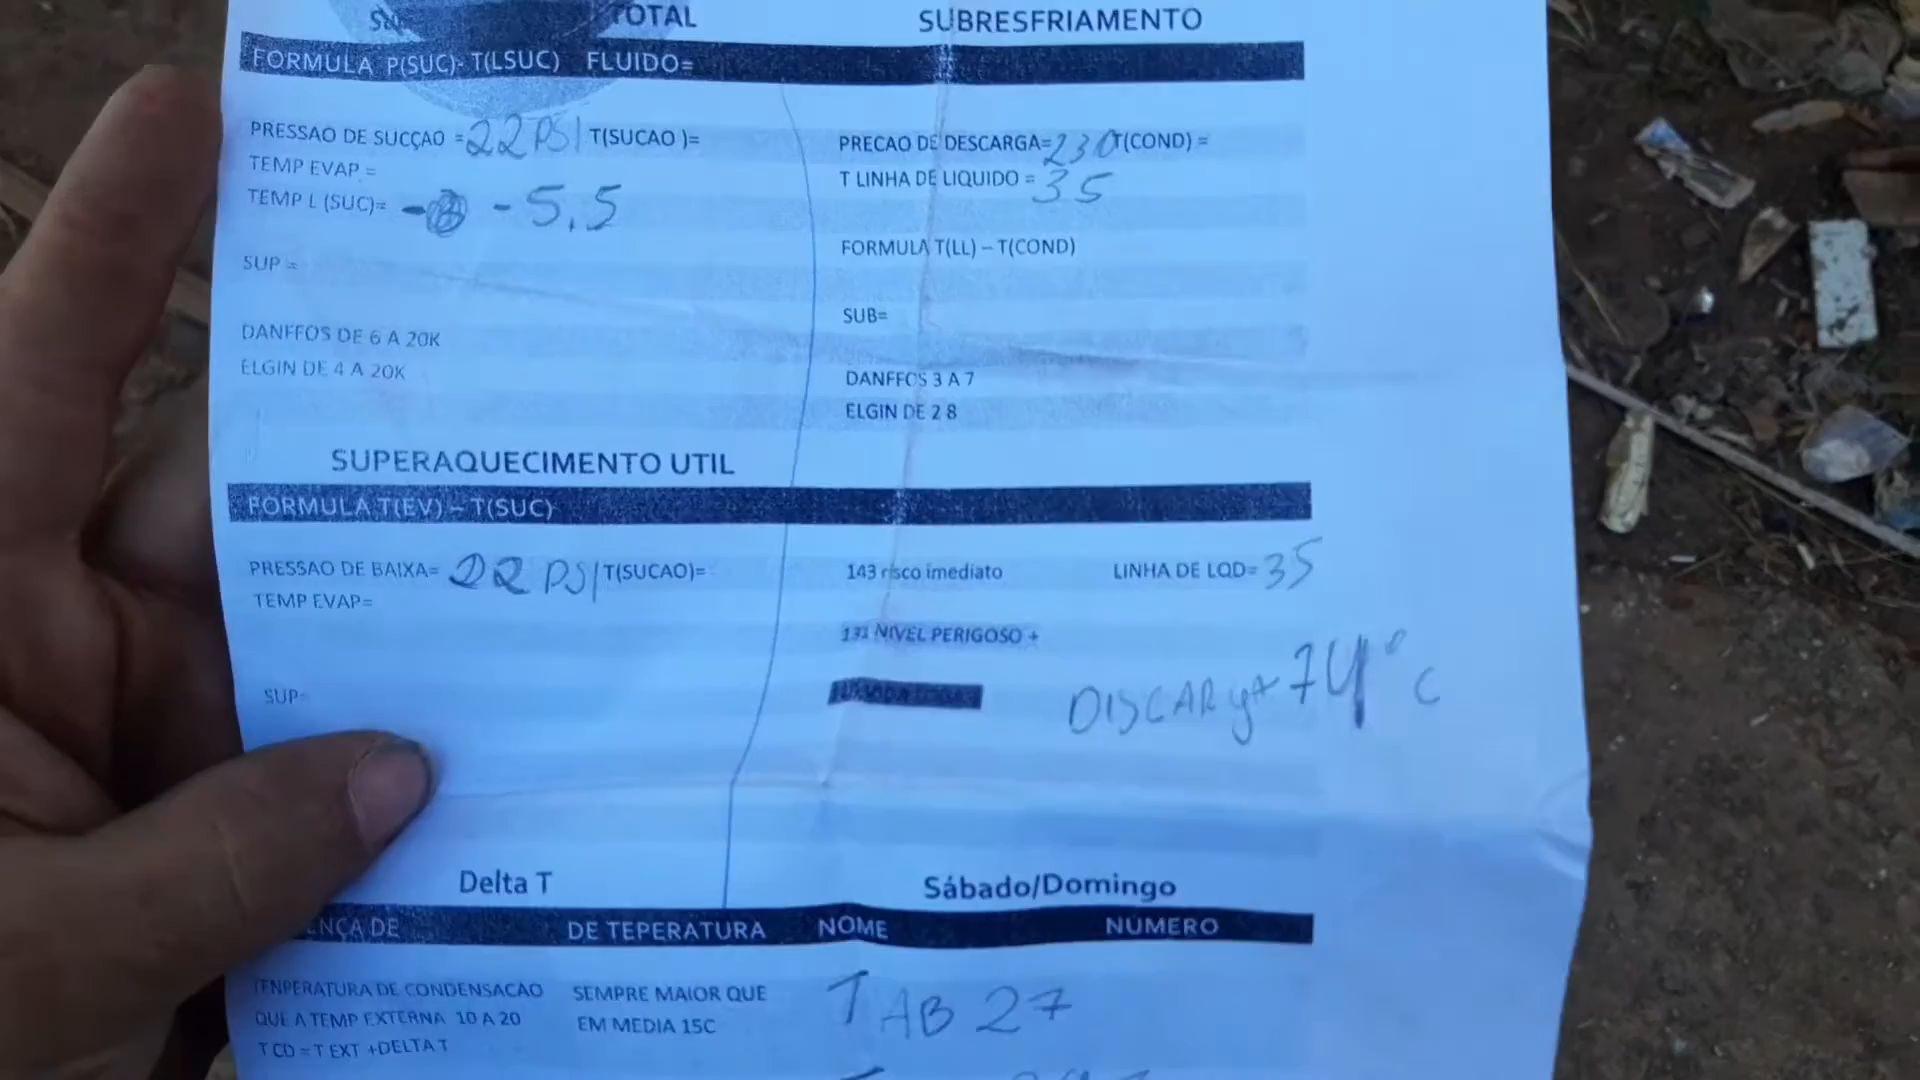 TOTAL SUBRESFRIAMENTO
FORMULA P(SUC)- T(LSUC) FLUIDO=
PRESSAO DE SUCÇAO =22 PSI T(SUCAO )=
TEMP EVAP =
TEMP L (SUC)= - -5,5
SUP =
DANFFOS DE 6 A 20K
ELGIN DE 4 A 20K
PRECAO DE DESCARGA=230 T(COND) =
T LINHA DE LIQUIDO = 35
FORMULA T(LL) – T(COND)
SUB=
DANFFOS 3 A 7
ELGIN DE 2 8
SUPERAQUECIMENTO UTIL
FORMULA T(EV) – T(SUC)
PRESSAO DE BAIXA= 22 PSI T(SUCAO)=
TEMP EVAP=
SUP=
143 risco imediato LINHA DE LQD= 35
131 NIVEL PERIGOSO +
DISCARgA 74°C
Delta T Sábado/Domingo
ENÇA DE DE TEPERATURA NOME NUMERO
TENPERATURA DE CONDENSACAO SEMPRE MAIOR QUE
QUE A TEMP EXTERNA 10 A 20 EM MEDIA 15C
T CD = T EXT +DELTA T
TAB 27